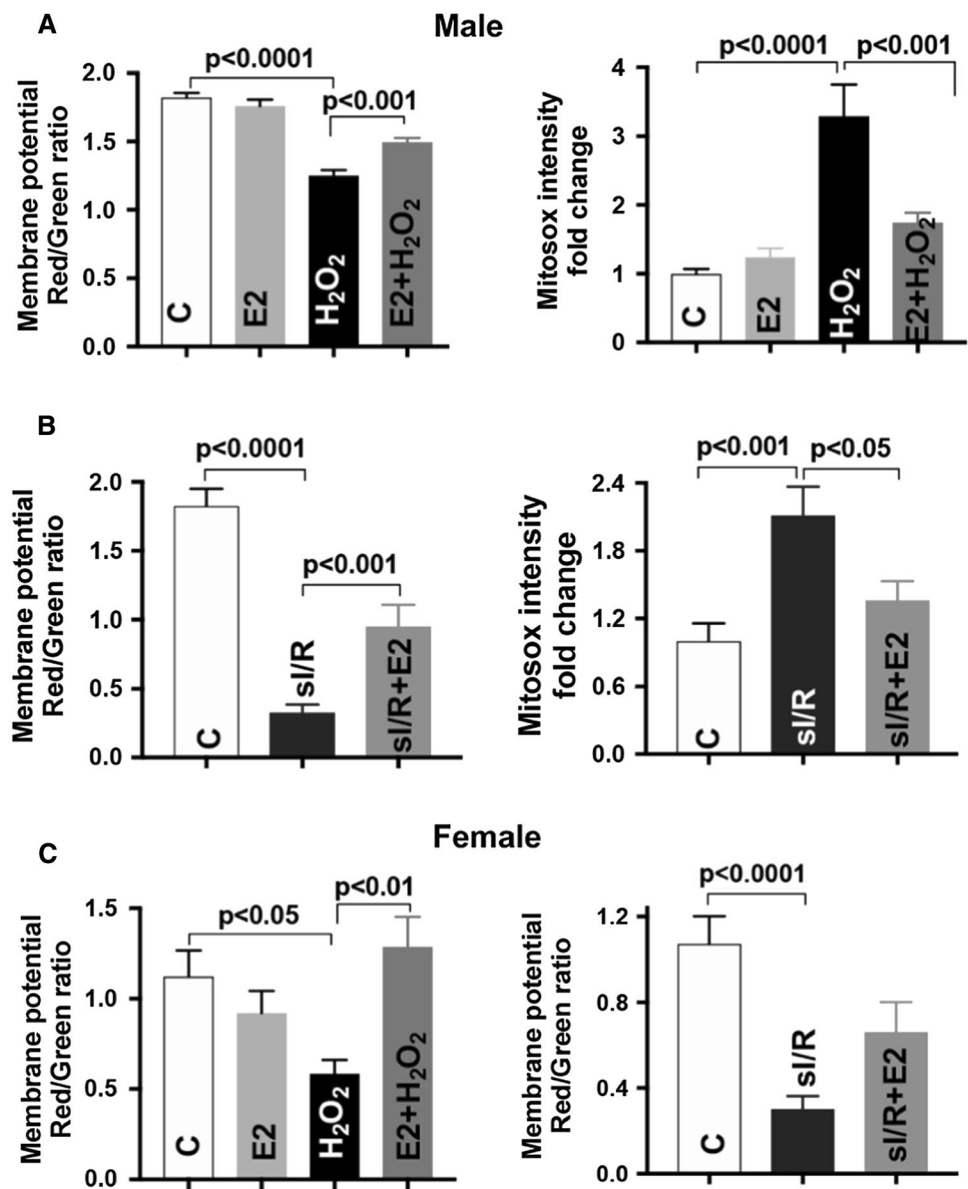 A
Male
p<0.0001
p<0.001
Membrane potential
Red/Green ratio
2.0
1.5
1.0
0.5
0.0
C
E2
H₂O₂
E2+H₂O₂
p<0.0001
p<0.001
Mitosox intensity
fold change
4
3
2
1
0
C
E2
H₂O₂
E2+H₂O₂
B
p<0.0001
p<0.001
Membrane potential
Red/Green ratio
2.0
1.5
1.0
0.5
0.0
C
sI/R
sI/R+E2
p<0.001
p<0.05
Mitosox intensity
fold change
2.4
1.8
1.2
0.6
0.0
C
sI/R
sI/R+E2
C
Female
p<0.05
p<0.01
Membrane potential
Red/Green ratio
1.5
1.0
0.5
0.0
C
E2
H₂O₂
E2+H₂O₂
p<0.0001
Membrane potential
Red/Green ratio
1.2
0.8
0.4
0.0
C
sI/R
sI/R+E2